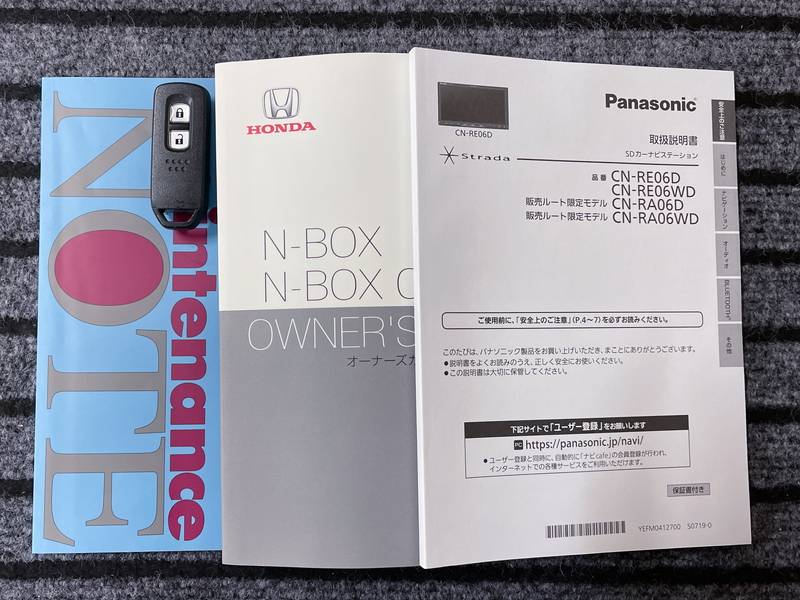 NOTE
intenance
HONDA
N-BOX
N-BOX C
OWNER'S
オーナーズガ
Panasonic
CN-RE06D
取扱説明書
Strada
SDカーナビステーション
品番 CN-RE06D
CN-RE06WD
販売ルート限定モデル CN-RA06D
販売ルート限定モデル CN-RA06WD
ご使用前に、「安全上のご注意」(P.4～7)を必ずお読みください。
このたびは、パナソニック製品をお買い上げいただき、まことにありがとうございます。
●説明書をよくお読みのうえ、正しく安全にお使いください。
●この説明書は大切に保管してください。
下記サイトで「ユーザー登録」をお願いします
PC https://panasonic.jp/navi/
●ユーザー登録と同時に、自動的に「ナビcafe」の会員登録が行われ、
インターネットでの各種サービスをご利用いただけます。
保証書付き
YEFM0412700 S0719-0
安全上のご注意
はじめに
ナビゲーション
オーディオ
BLUETOOTH
その他